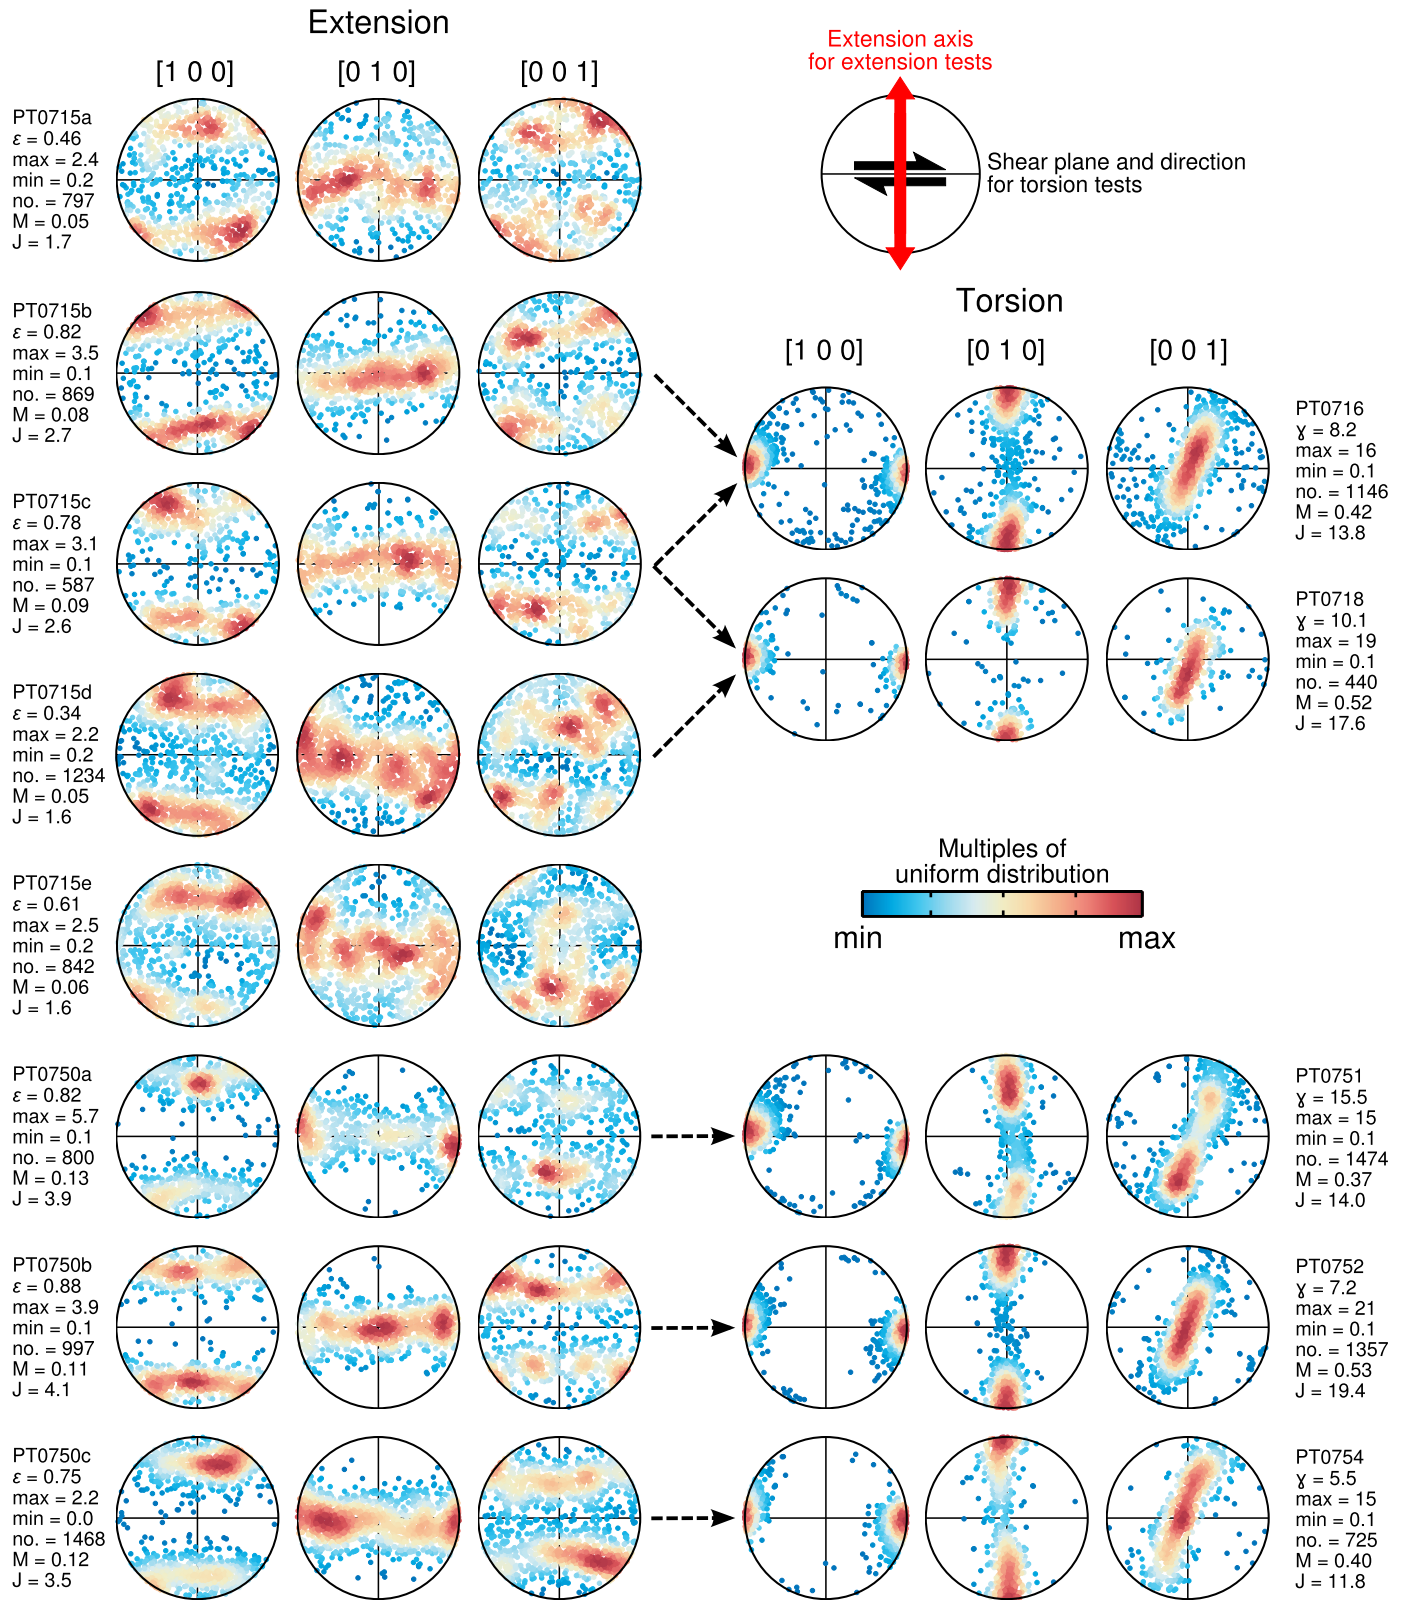 Extension
[1 0 0]
[0 1 0]
[0 0 1]
Extension axis
for extension tests
Shear plane and direction
for torsion tests
PT0715a
ε = 0.46
max = 2.4
min = 0.2
no. = 797
M = 0.05
J = 1.7
PT0715b
ε = 0.82
max = 3.5
min = 0.1
no. = 869
M = 0.08
J = 2.7
PT0715c
ε = 0.78
max = 3.1
min = 0.1
no. = 587
M = 0.09
J = 2.6
PT0715d
ε = 0.34
max = 2.2
min = 0.2
no. = 1234
M = 0.05
J = 1.6
PT0715e
ε = 0.61
max = 2.5
min = 0.2
no. = 842
M = 0.06
J = 1.6
PT0750a
ε = 0.82
max = 5.7
min = 0.1
no. = 800
M = 0.13
J = 3.9
PT0750b
ε = 0.88
max = 3.9
min = 0.1
no. = 997
M = 0.11
J = 4.1
PT0750c
ε = 0.75
max = 2.2
min = 0.0
no. = 1468
M = 0.12
J = 3.5
Torsion
[1 0 0]
[0 1 0]
[0 0 1]
PT0716
ɣ = 8.2
max = 16
min = 0.1
no. = 1146
M = 0.42
J = 13.8
PT0718
ɣ = 10.1
max = 19
min = 0.1
no. = 440
M = 0.52
J = 17.6
Multiples of
uniform distribution
min
max
PT0751
ɣ = 15.5
max = 15
min = 0.1
no. = 1474
M = 0.37
J = 14.0
PT0752
ɣ = 7.2
max = 21
min = 0.1
no. = 1357
M = 0.53
J = 19.4
PT0754
ɣ = 5.5
max = 15
min = 0.1
no. = 725
M = 0.40
J = 11.8